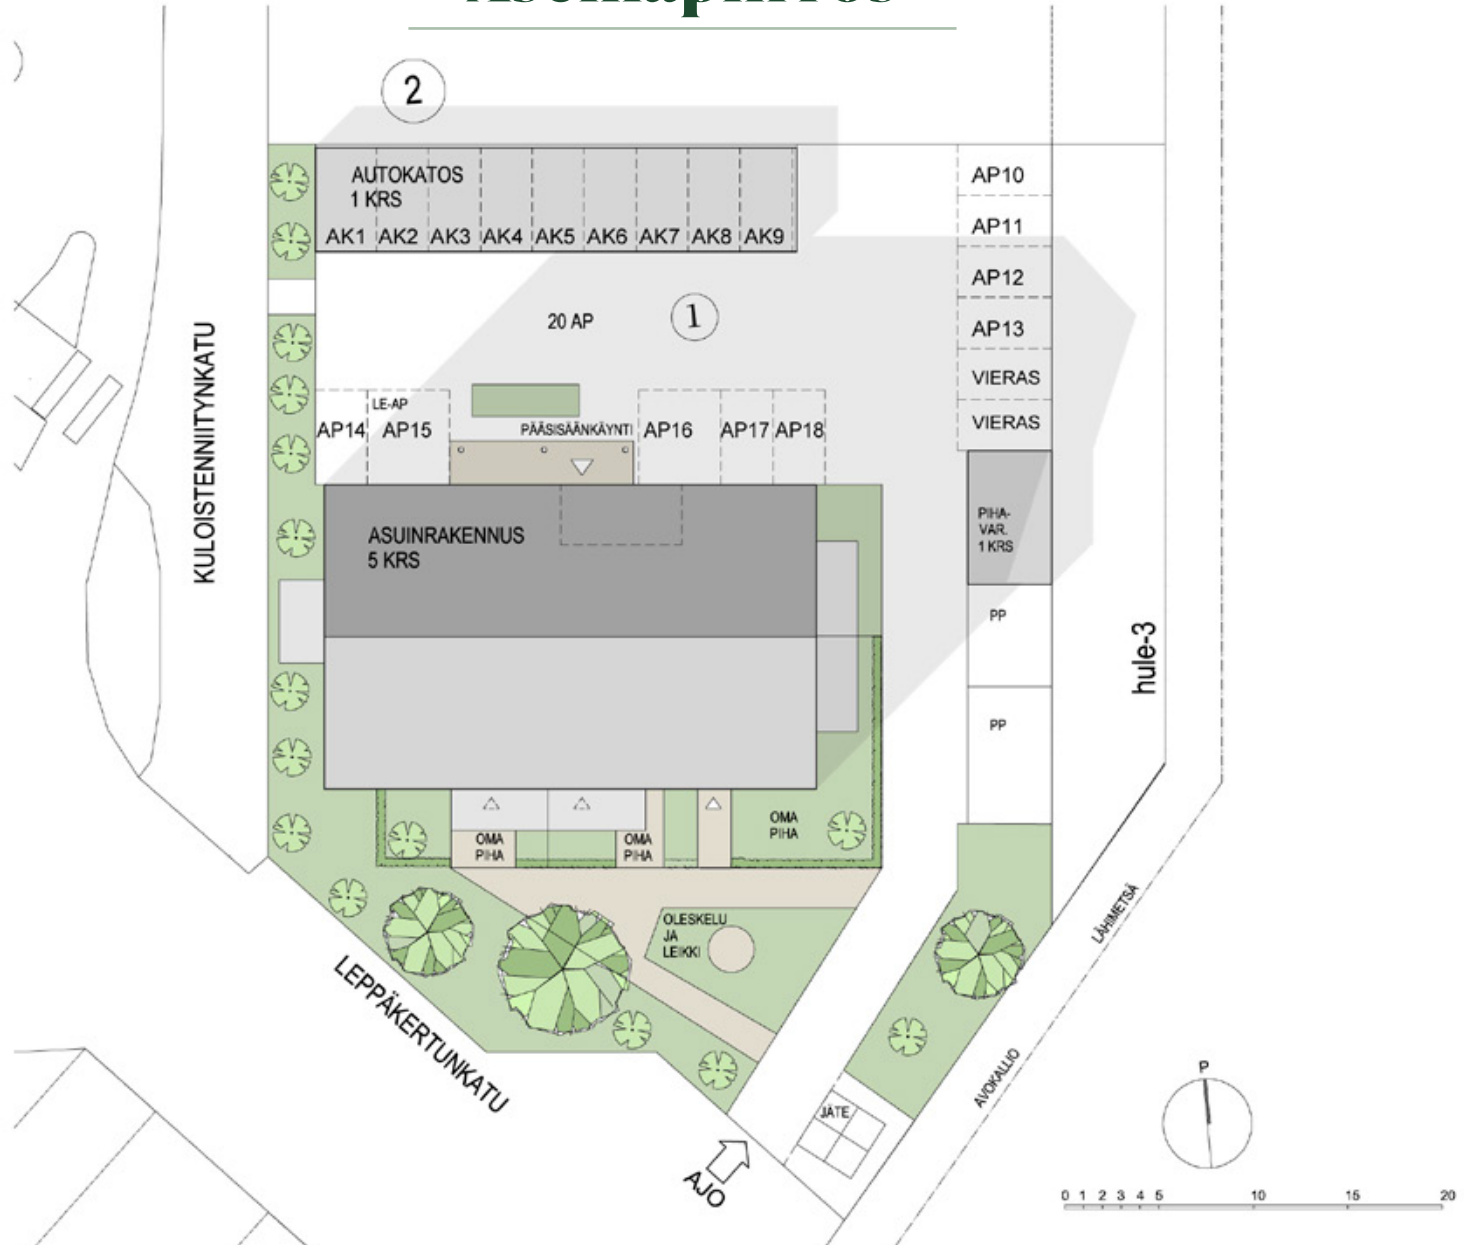 Asemapiirros
2
AUTOKATOS
1 KRS
AK1 AK2 AK3 AK4 AK5 AK6 AK7 AK8 AK9
AP10
AP11
AP12
AP13
VIERAS
VIERAS
20 AP
1
KULOISTENNIITYNKATU
LE-AP
AP14 AP15
PÄÄSISÄÄNKÄYNTI
AP16 AP17 AP18
ASUINRAKENNUS
5 KRS
PIHA-
VAR.
1 KRS
PP
PP
hule-3
OMA
PIHA
OMA
PIHA
OMA
PIHA
OLESKELU
JA
LEIKKI
LEPPÄKERTUNKATU
LÄHIMETSÄ
AVOKALLIO
JÄTE
AJO
P
0 1 2 3 4 5 10 15 20